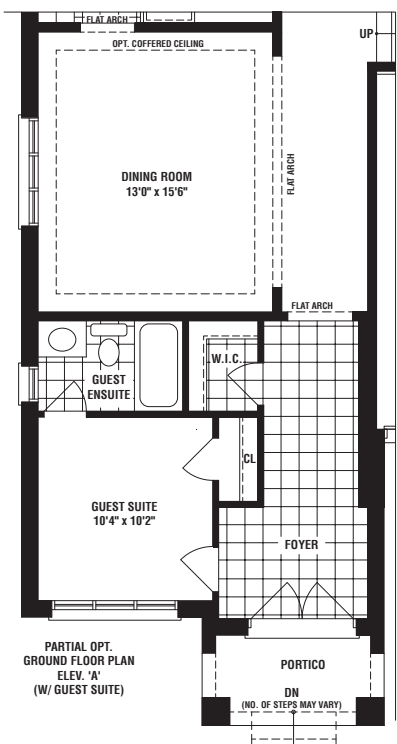 FLAT ARCH
UP
OPT. COFFERED CEILING
DINING ROOM
13'0" x 15'6"
FLAT ARCH
FLAT ARCH
W.I.C.
GUEST
ENSUITE
CL
GUEST SUITE
10'4" x 10'2"
FOYER
PARTIAL OPT.
GROUND FLOOR PLAN
ELEV. 'A'
(W/ GUEST SUITE)
PORTICO
DN
(NO. OF STEPS MAY VARY)